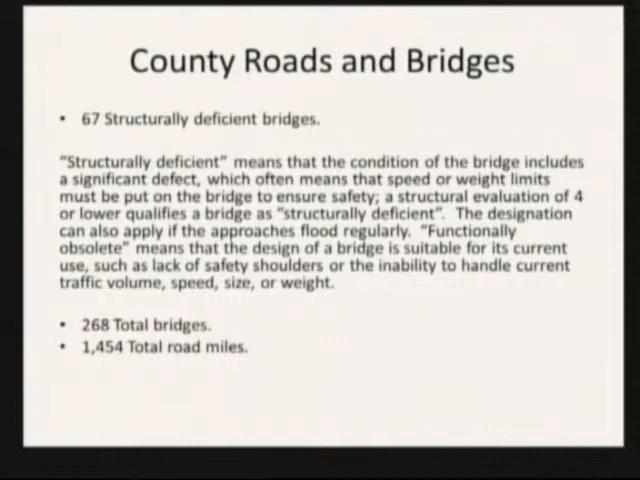 County Roads and Bridges
• 67 Structurally deficient bridges.
"Structurally deficient" means that the condition of the bridge includes
a significant defect, which often means that speed or weight limits
must be put on the bridge to ensure safety; a structural evaluation of 4
or lower qualifies a bridge as "structurally deficient".  The designation
can also apply if the approaches flood regularly.  "Functionally
obsolete" means that the design of a bridge is suitable for its current
use, such as lack of safety shoulders or the inability to handle current
traffic volume, speed, size, or weight.
• 268 Total bridges.
• 1,454 Total road miles.